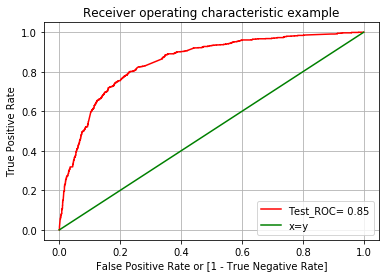 Receiver operating characteristic example
True Positive Rate
1.0
0.8
0.6
0.4
0.2
0.0
Test_ROC= 0.85
x=y
0.0 0.2 0.4 0.6 0.8 1.0
False Positive Rate or [1 - True Negative Rate]